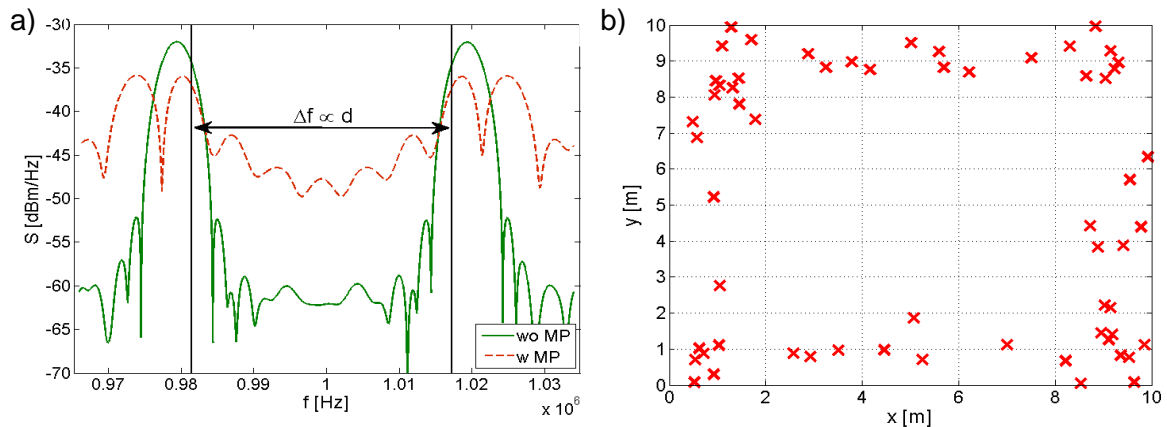 a)
S [dBm/Hz]
-30
-35
-40
-45
-50
-55
-60
-65
-70
Δf ∝ d
wo MP
w MP
0.97 0.98 0.99 1 1.01 1.02 1.03
x 10^6
f [Hz]
b)
y [m]
10
9
8
7
6
5
4
3
2
1
0
0 2 4 6 8 10
x [m]